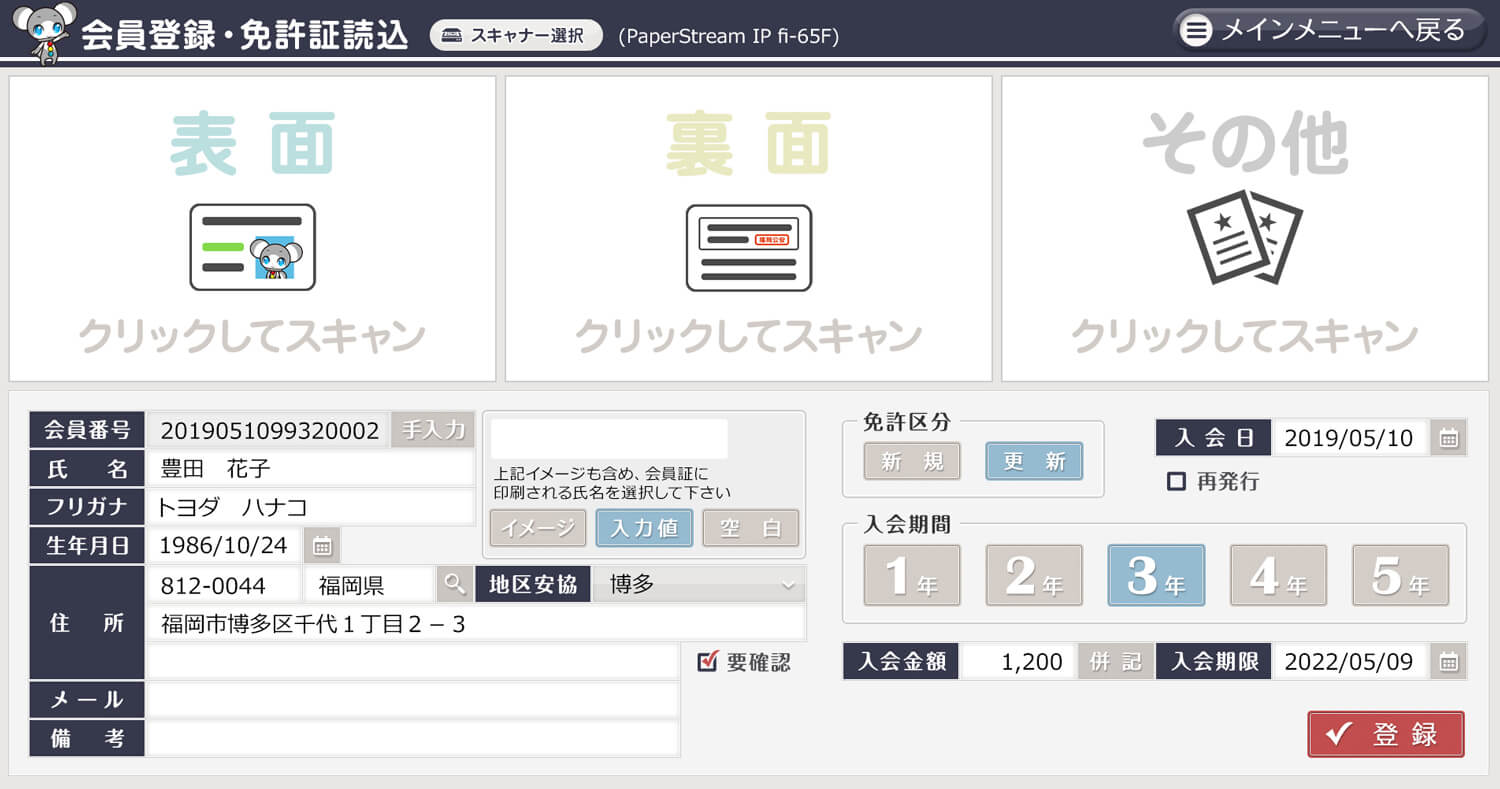 会員登録・免許証読込
スキャナー選択
(PaperStream IP fi-65F)
メインメニューへ戻る
表面
クリックしてスキャン
裏面
福岡公安
クリックしてスキャン
その他
クリックしてスキャン
会員番号 2019051099320002 手入力
氏名 豊田 花子
フリガナ トヨダ ハナコ
生年月日 1986/10/24
上記イメージも含め、会員証に
印刷される氏名を選択して下さい
イメージ 入力値 空白
住所 812-0044 福岡県 地区安協 博多
福岡市博多区千代1丁目2－3
要確認
メール
備考
免許区分
新規 更新
入会日 2019/05/10
再発行
入会期間
1年 2年 3年 4年 5年
入会金額 1,200 併記 入会期限 2022/05/09
登録